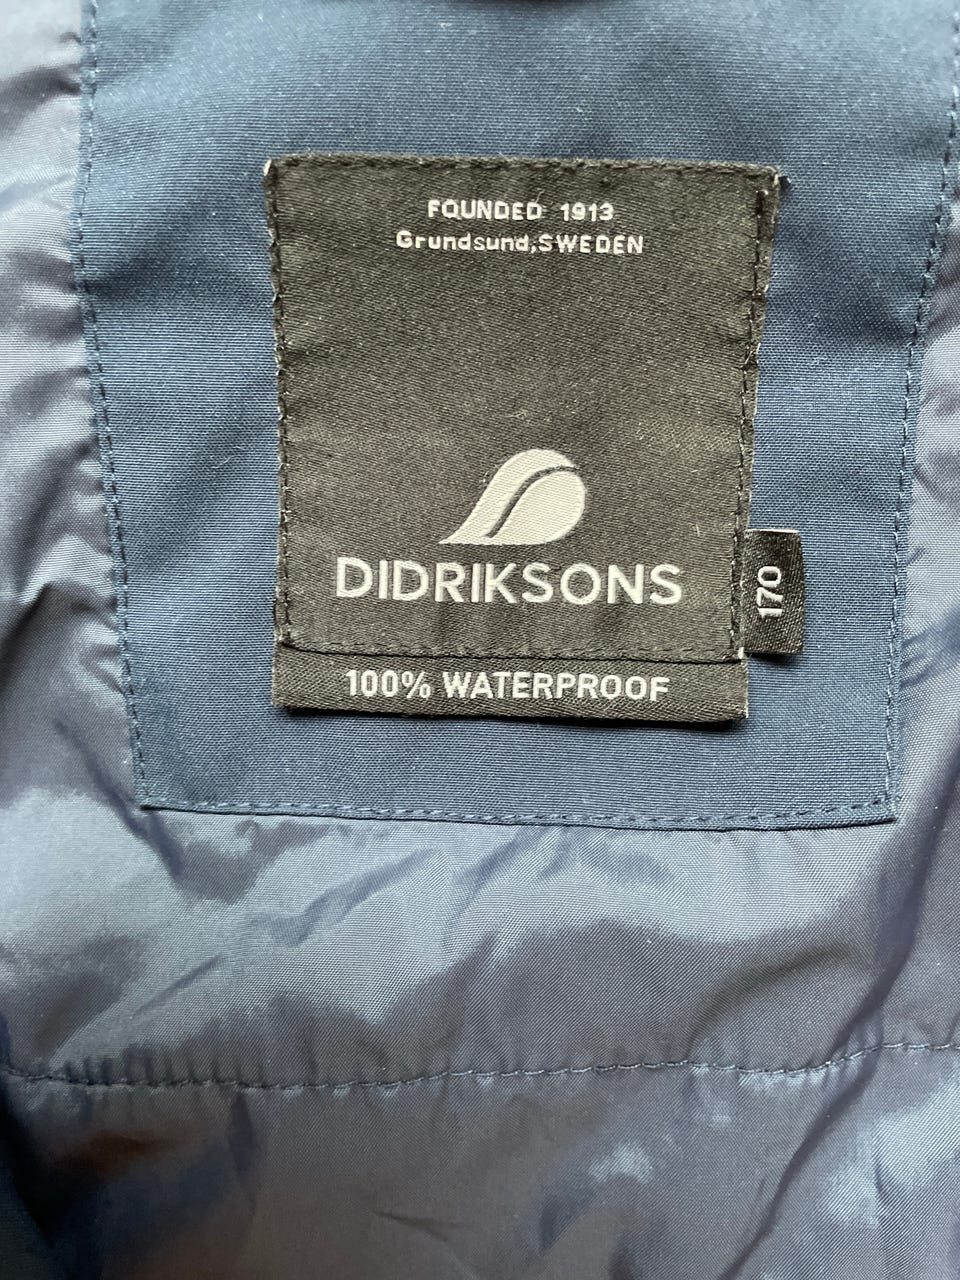 FOUNDED 1913
Grundsund,SWEDEN
DIDRIKSONS
170
100% WATERPROOF